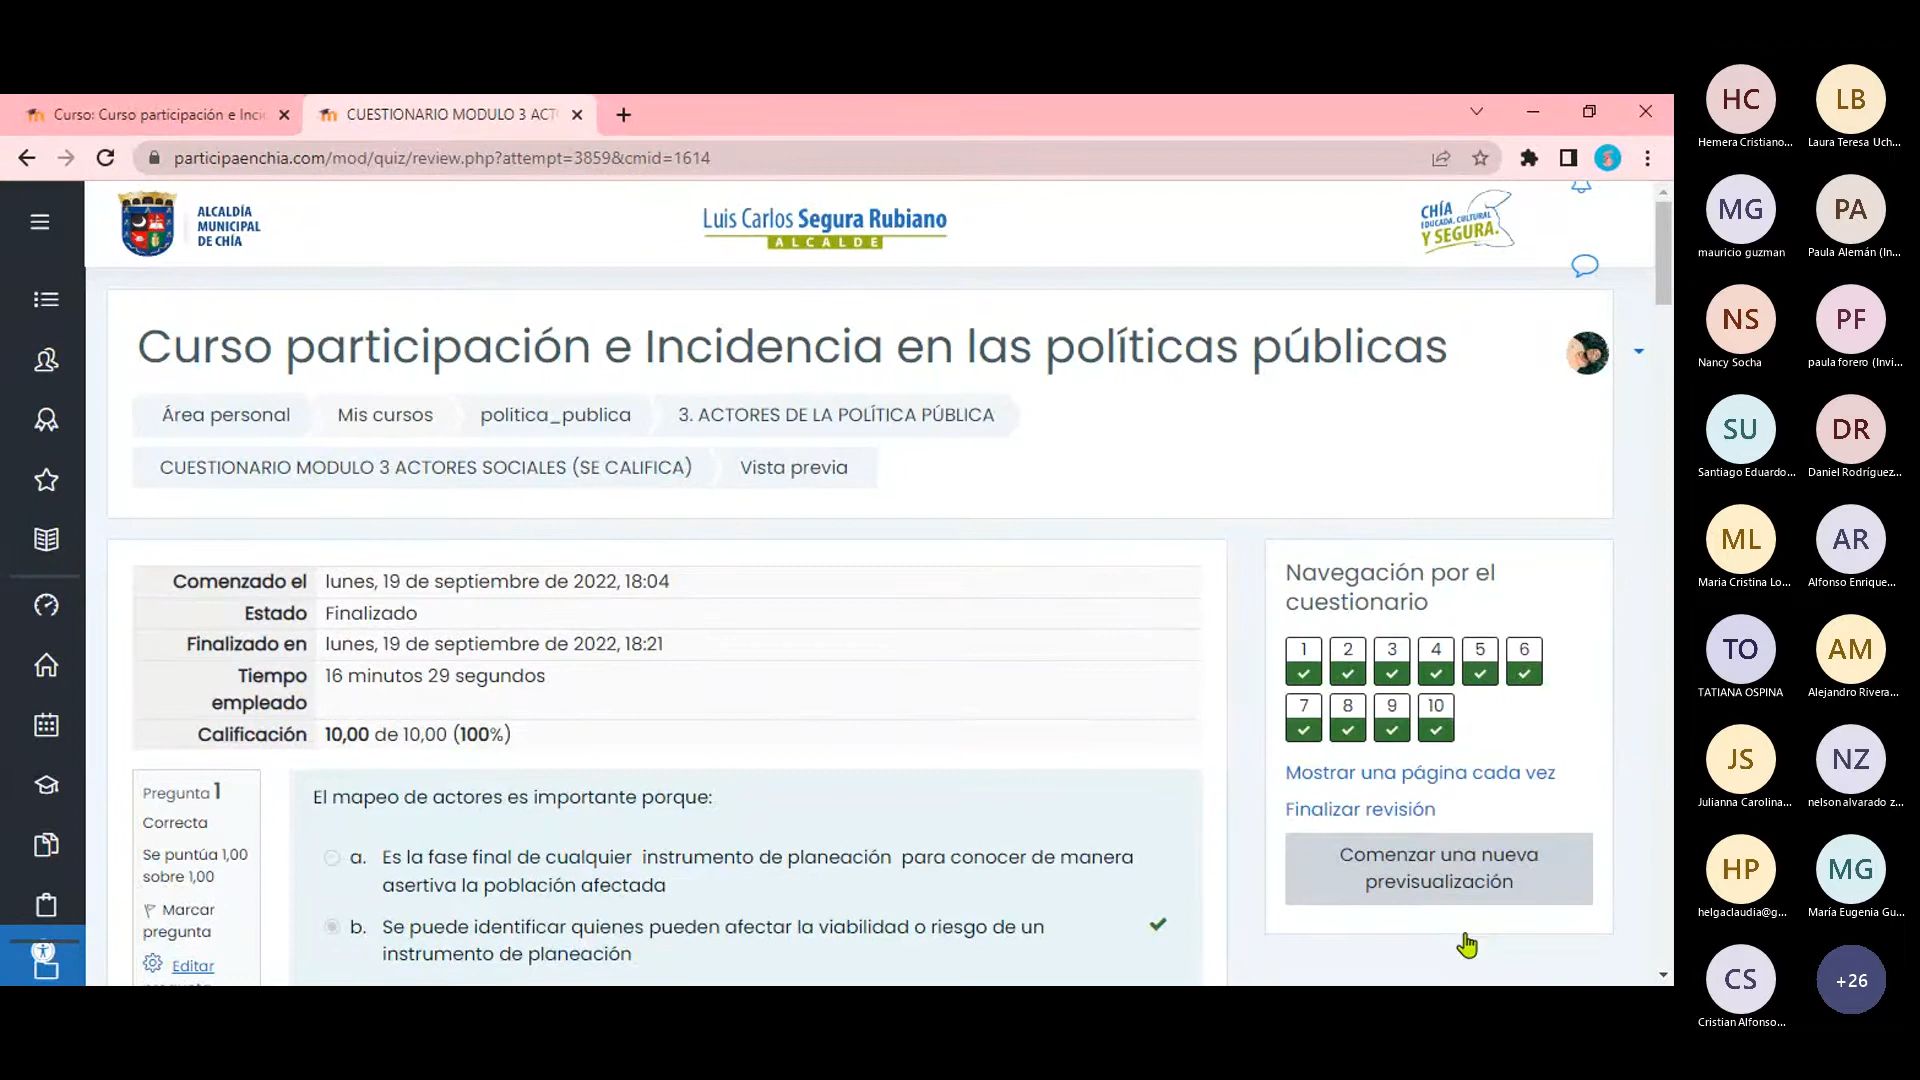 Curso: Curso participación e Inci
CUESTIONARIO MODULO 3 ACT
participaenchia.com/mod/quiz/review.php?attempt=3859&cmid=1614
ALCALDÍA
MUNICIPAL
DE CHÍA
Luis Carlos Segura Rubiano
ALCALDE
CHÍA
EDUCADA, CULTURAL
Y SEGURA.
Curso participación e Incidencia en las políticas públicas
Área personal
Mis cursos
politica_publica
3. ACTORES DE LA POLÍTICA PÚBLICA
CUESTIONARIO MODULO 3 ACTORES SOCIALES (SE CALIFICA)
Vista previa
Comenzado el lunes, 19 de septiembre de 2022, 18:04
Estado Finalizado
Finalizado en lunes, 19 de septiembre de 2022, 18:21
Tiempo empleado 16 minutos 29 segundos
Calificación 10,00 de 10,00 (100%)
Pregunta 1
Correcta
Se puntúa 1,00
sobre 1,00
Marcar
pregunta
Editar
El mapeo de actores es importante porque:
a. Es la fase final de cualquier instrumento de planeación para conocer de manera
asertiva la población afectada
b. Se puede identificar quienes pueden afectar la viabilidad o riesgo de un
instrumento de planeación
Navegación por el
cuestionario
1 2 3 4 5 6
7 8 9 10
Mostrar una página cada vez
Finalizar revisión
Comenzar una nueva
previsualización
HC LB
Hemera Cristiano... Laura Teresa Uch...
MG PA
mauricio guzman Paula Alemán (In...
NS PF
Nancy Socha paula forero (Invi...
SU DR
Santiago Eduardo... Daniel Rodríguez...
ML AR
Maria Cristina Lo... Alfonso Enrique...
TO AM
TATIANA OSPINA Alejandro Rivera...
JS NZ
Julianna Carolina... nelson alvarado z...
HP MG
helgaclaudia@g... María Eugenia Gu...
CS +26
Cristian Alfonso...